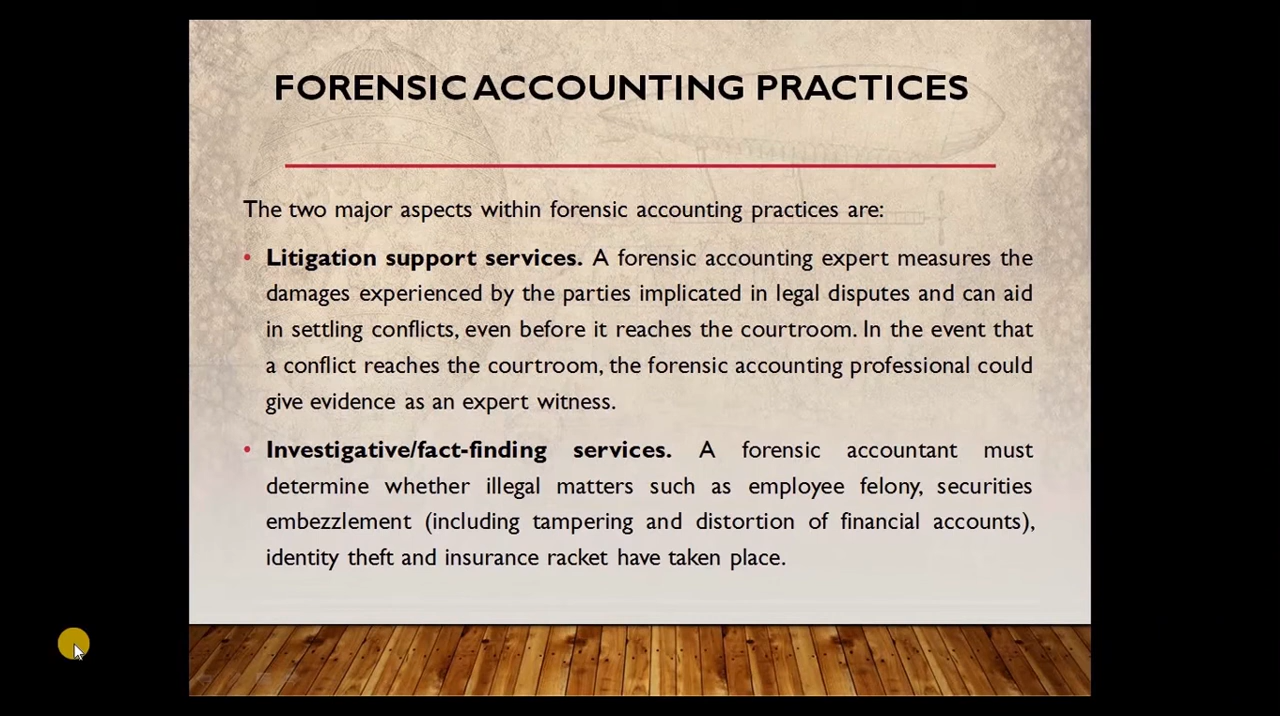 FORENSIC ACCOUNTING PRACTICES
The two major aspects within forensic accounting practices are:
• Litigation support services. A forensic accounting expert measures the
damages experienced by the parties implicated in legal disputes and can aid
in settling conflicts, even before it reaches the courtroom. In the event that
a conflict reaches the courtroom, the forensic accounting professional could
give evidence as an expert witness.
• Investigative/fact-finding services. A forensic accountant must
determine whether illegal matters such as employee felony, securities
embezzlement (including tampering and distortion of financial accounts),
identity theft and insurance racket have taken place.